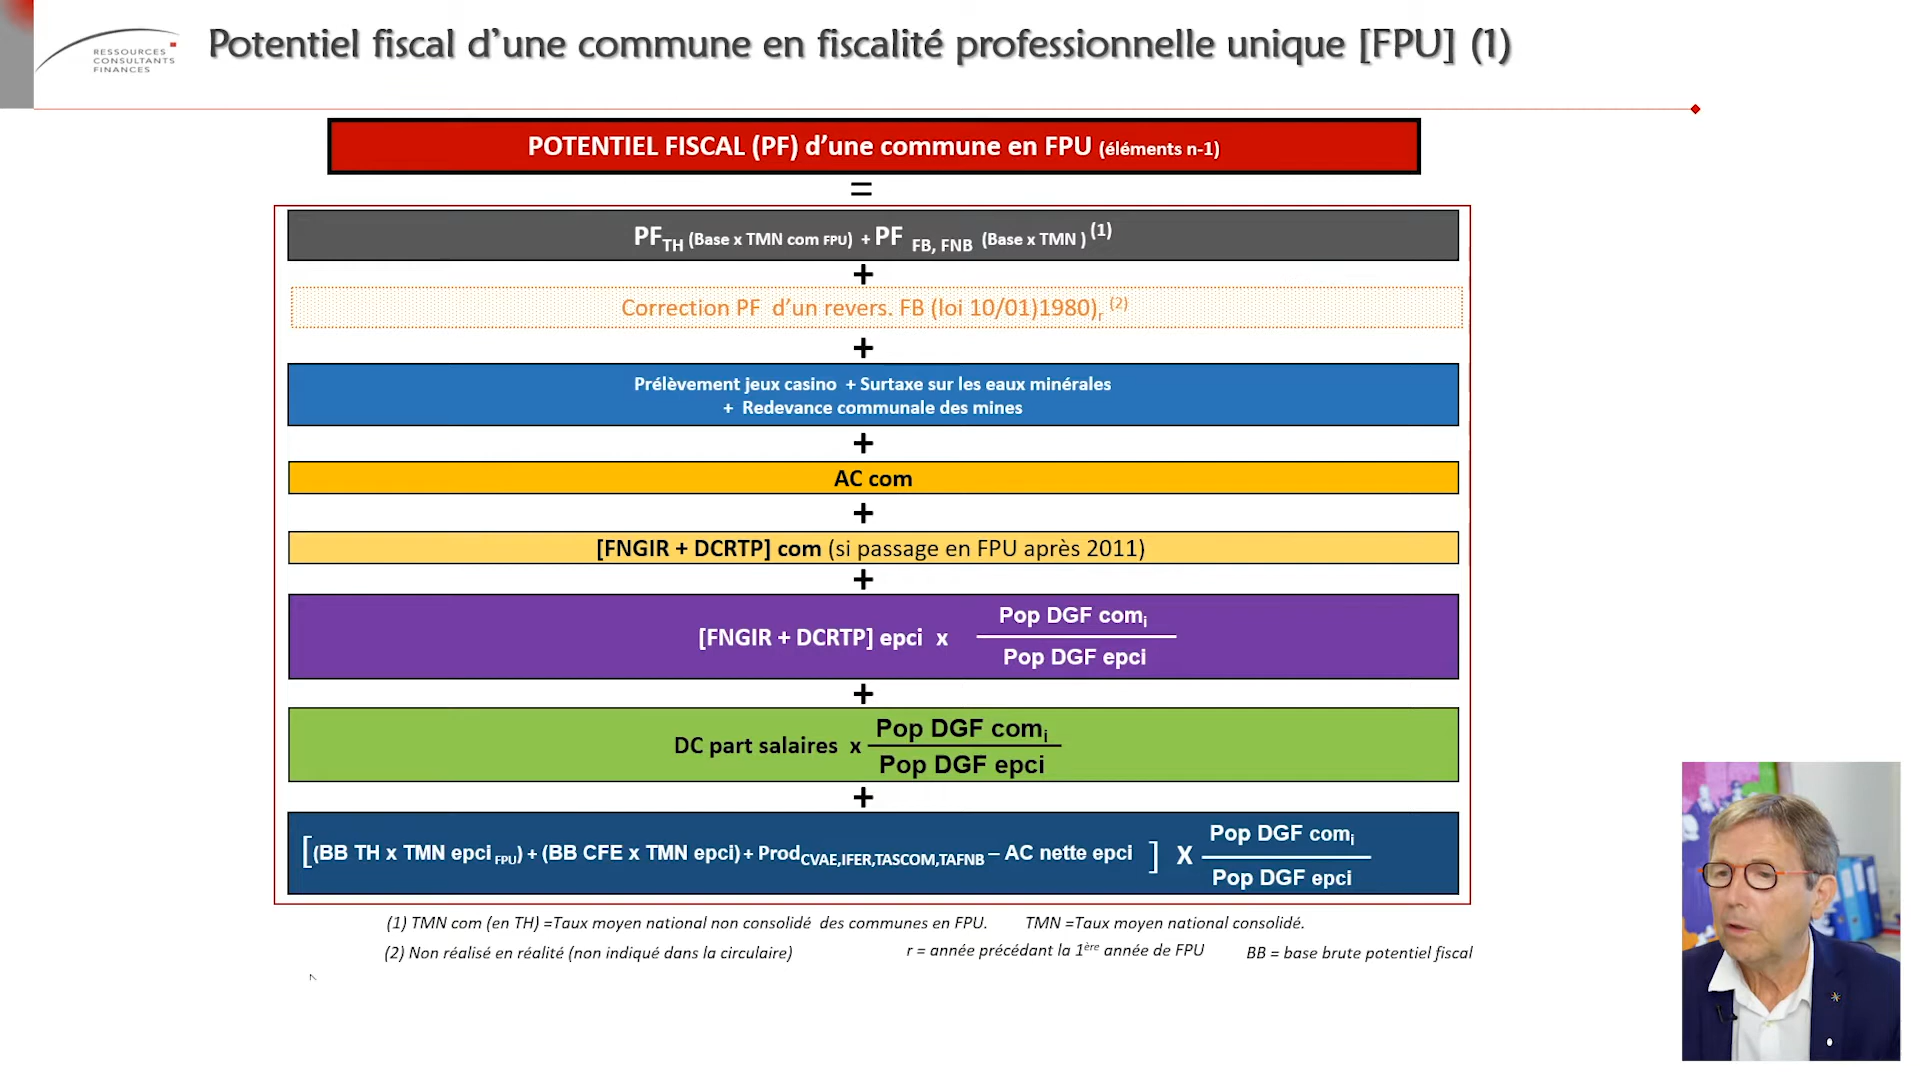 RESSOURCES
CONSULTANTS
FINANCES
Potentiel fiscal d'une commune en fiscalité professionnelle unique [FPU] (1)
POTENTIEL FISCAL (PF) d'une commune en FPU (éléments n-1)
=
PF TH (Base x TMN com FPU) + PF FB, FNB (Base x TMN ) (1)
+
Correction PF d'un revers. FB (loi 10/01)1980)r (2)
+
Prélèvement jeux casino + Surtaxe sur les eaux minérales
+ Redevance communale des mines
+
AC com
+
[FNGIR + DCRTP] com (si passage en FPU après 2011)
+
[FNGIR + DCRTP] epci x Pop DGF comi
Pop DGF epci
+
DC part salaires x Pop DGF comi
Pop DGF epci
+
[(BB TH x TMN epci FPU) + (BB CFE x TMN epci) + Prod CVAE,IFER,TASCOM,TAFNB – AC nette epci ] X Pop DGF comi
Pop DGF epci
(1) TMN com (en TH) =Taux moyen national non consolidé des communes en FPU. TMN =Taux moyen national consolidé.
(2) Non réalisé en réalité (non indiqué dans la circulaire) r = année précédant la 1ère année de FPU BB = base brute potentiel fiscal